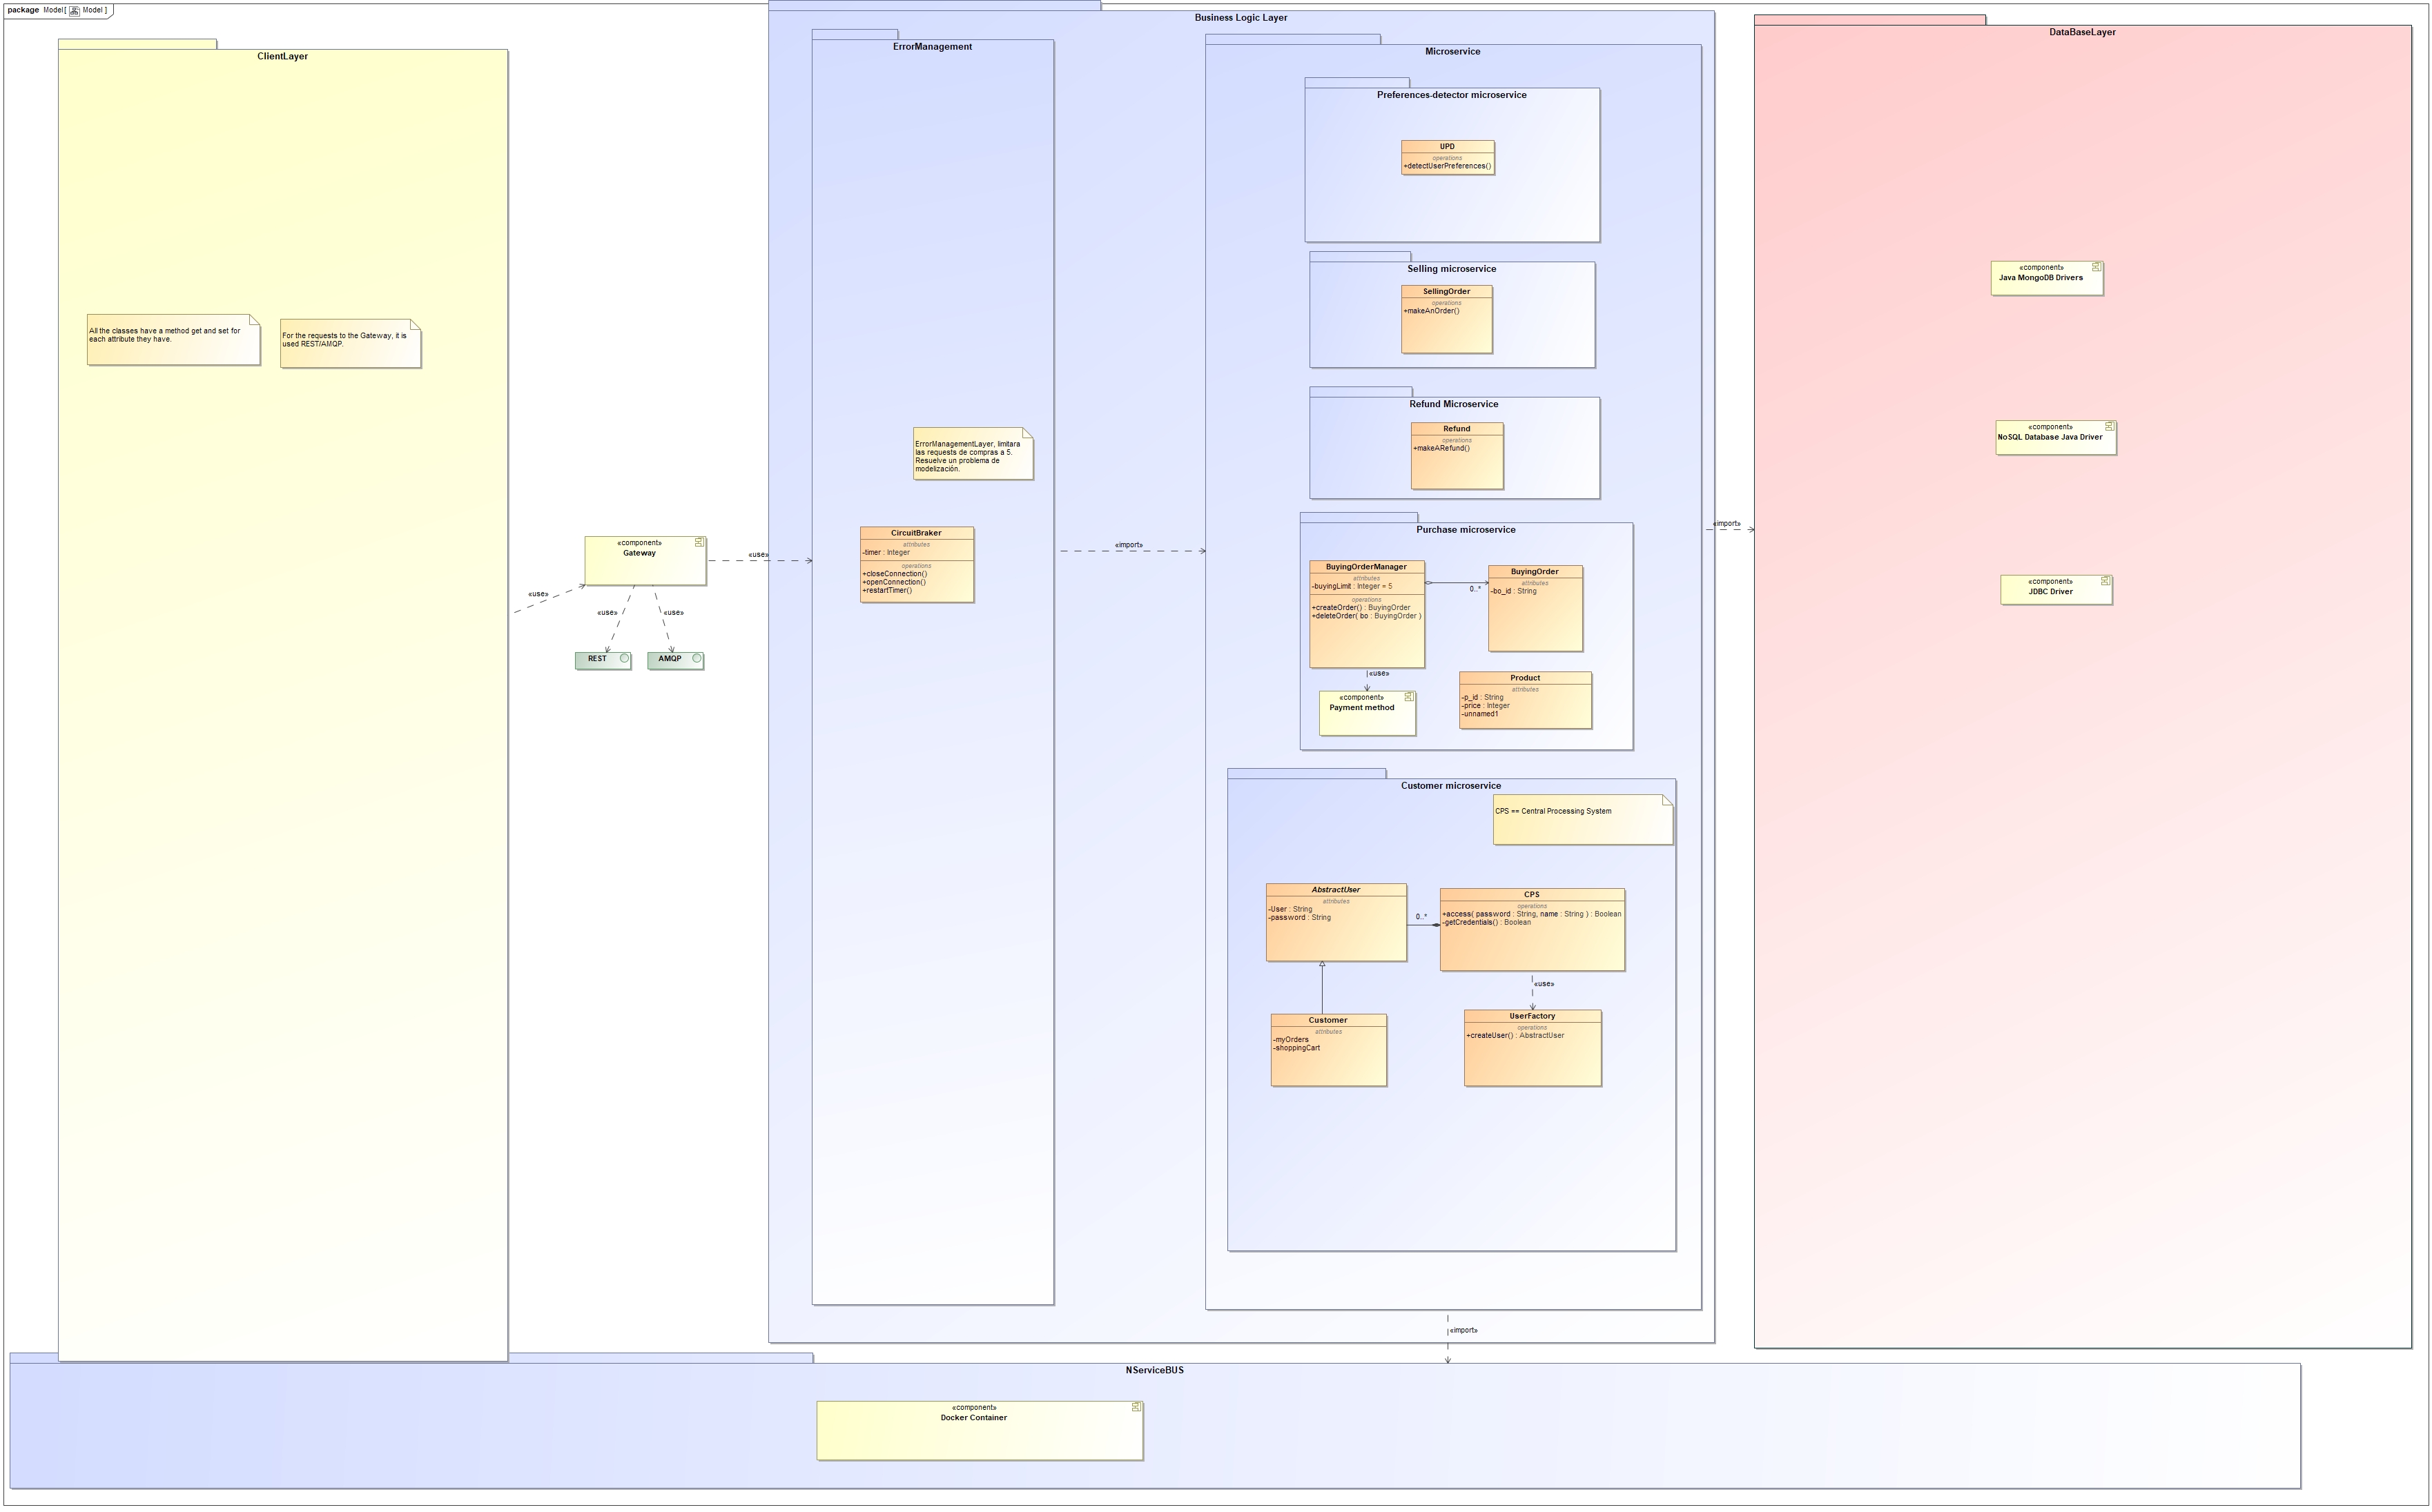 package Model [ Model ]
ClientLayer
All the classes have a method get and set for
each attribute they have.
For the requests to the Gateway, it is
used REST/AMQP.
«use»
«component»
Gateway
«use»
«use»
«use»
REST
AMQP
Business Logic Layer
ErrorManagement
ErrorManagementLayer, limitara
las requests de compras a 5.
Resuelve un problema de
modelización.
CircuitBraker
attributes
-timer : Integer
operations
+closeConnection()
+openConnection()
+restartTimer()
«import»
Microservice
Preferences-detector microservice
UPD
operations
+detectUserPreferences()
Selling microservice
SellingOrder
operations
+makeAnOrder()
Refund Microservice
Refund
operations
+makeARefund()
Purchase microservice
BuyingOrderManager
attributes
-buyingLimit : Integer = 5
operations
+createOrder() : BuyingOrder
+deleteOrder( bo : BuyingOrder )
0..*
BuyingOrder
attributes
-bo_id : String
«use»
«component»
Payment method
Product
attributes
-p_id : String
-price : Integer
-unnamed1
Customer microservice
CPS == Central Processing System
AbstractUser
attributes
-User : String
-password : String
0..*
CPS
operations
+access( password : String, name : String ) : Boolean
-getCredentials() : Boolean
«use»
Customer
attributes
-myOrders
-shoppingCart
UserFactory
operations
+createUser() : AbstractUser
«import»
«import»
DataBaseLayer
«component»
Java MongoDB Drivers
«component»
NoSQL Database Java Driver
«component»
JDBC Driver
NServiceBUS
«component»
Docker Container